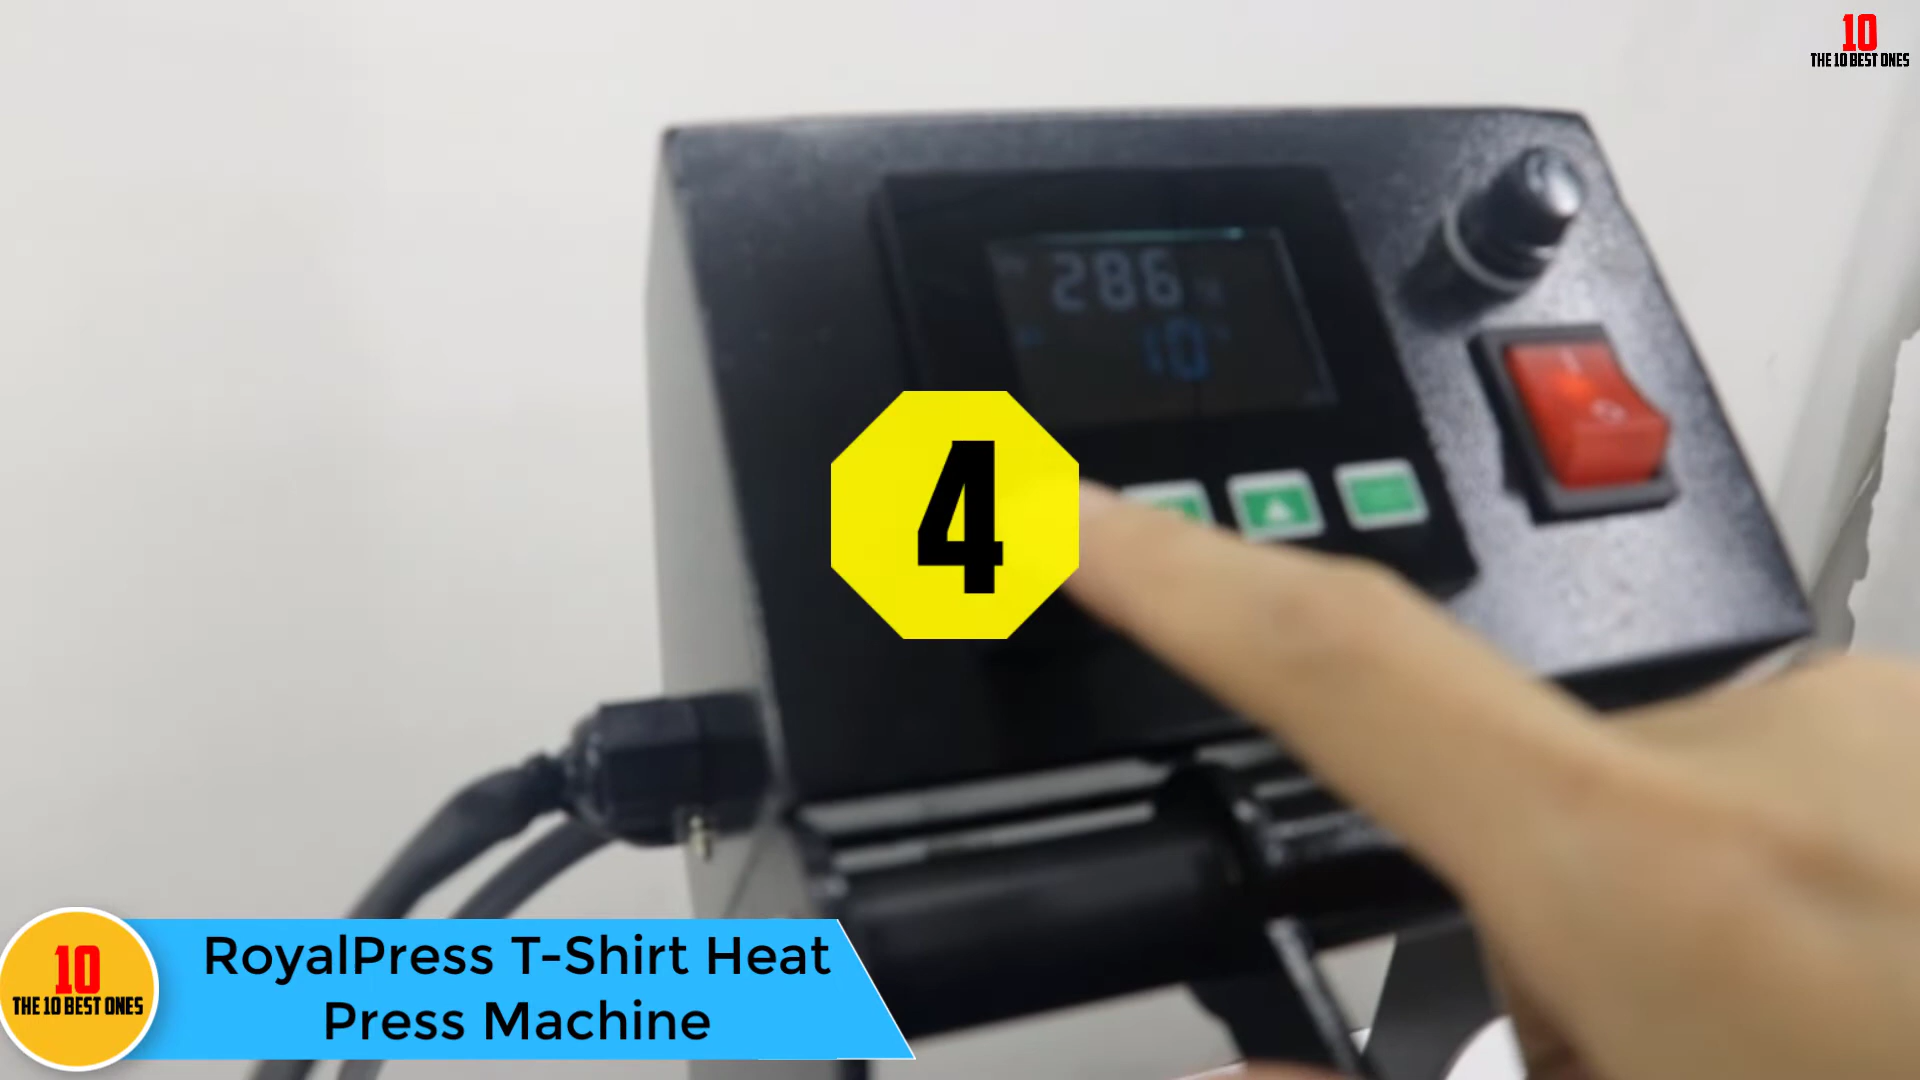 10
THE 10 BEST ONES
286
10
4
RoyalPress T-Shirt Heat
Press Machine
10
THE 10 BEST ONES